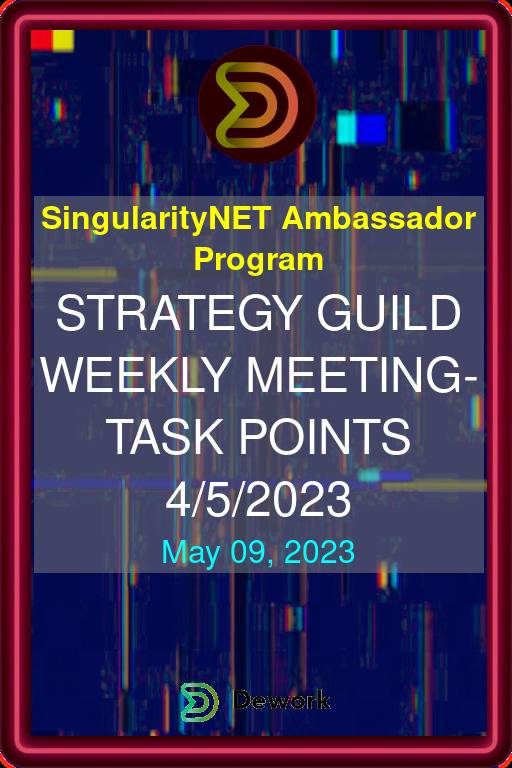 SingularityNET Ambassador
Program
STRATEGY GUILD
WEEKLY MEETING-
TASK POINTS
4/5/2023
May 09, 2023
Dework